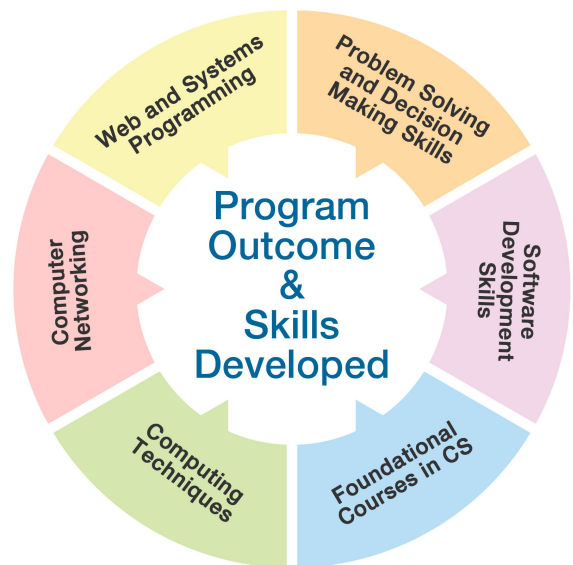 Program
Outcome
&
Skills
Developed
Problem Solving
and Decision
Making Skills
Software
Development
Skills
Foundational
Courses in CS
Computing
Techniques
Computer
Networking
Web and Systems
Programming